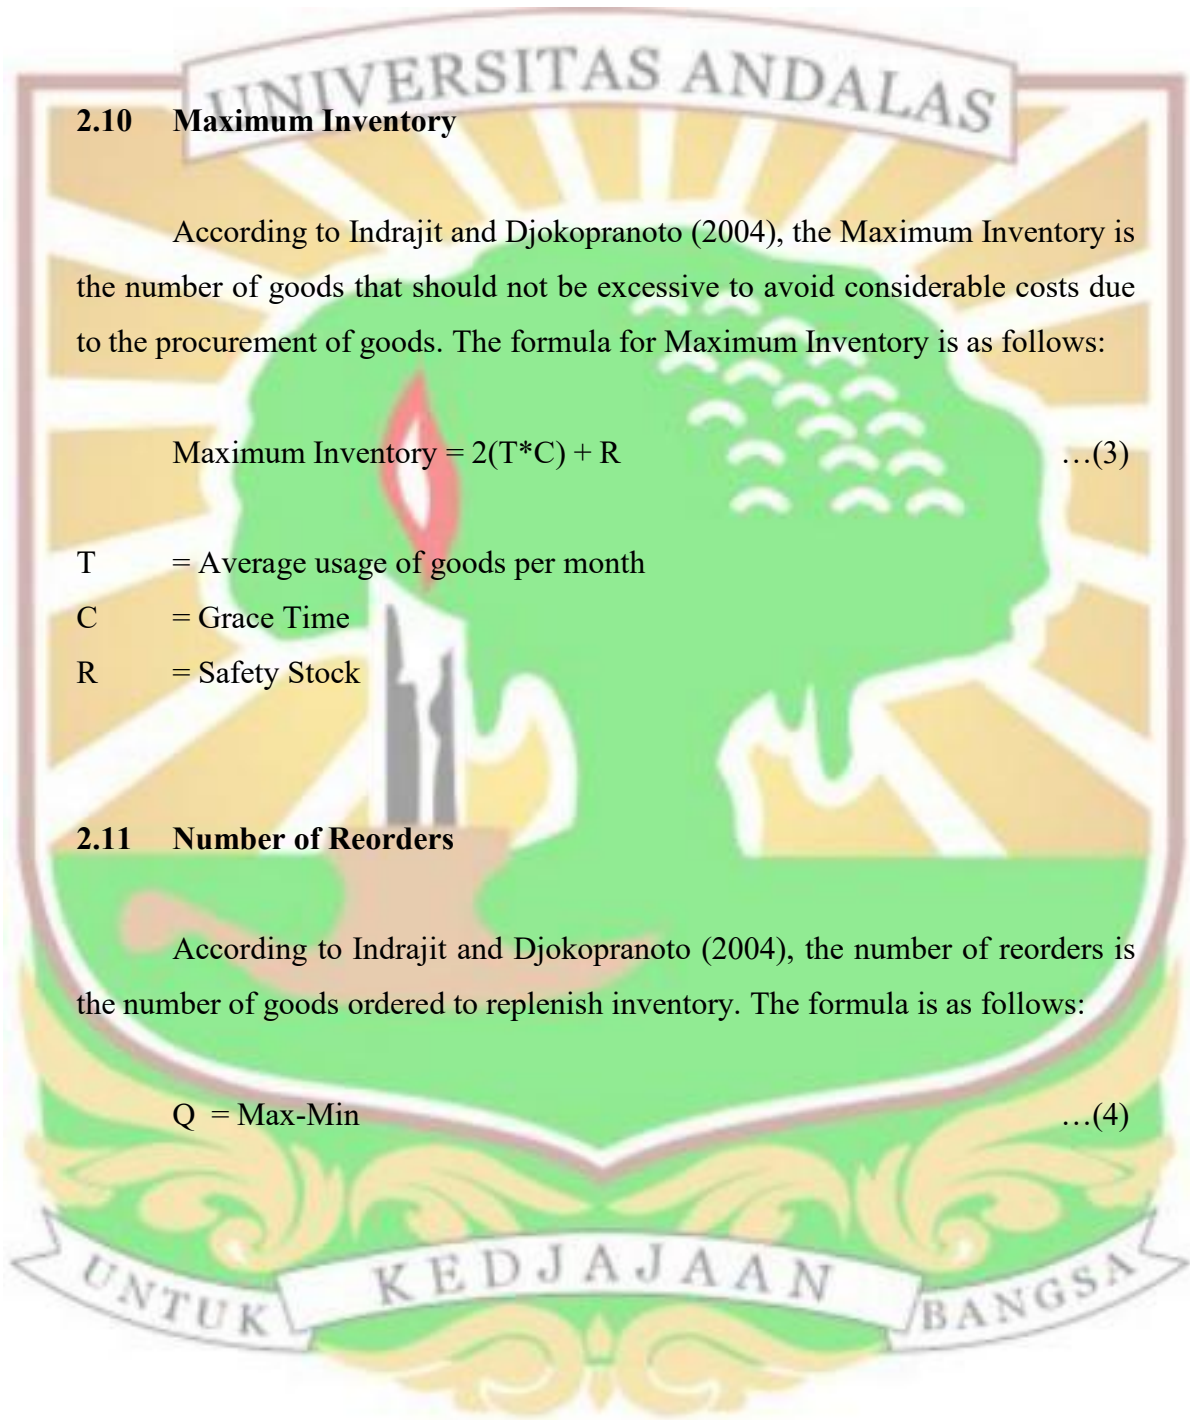 UNIVERSITAS ANDALAS
2.10 Maximum Inventory
According to Indrajit and Djokopranoto (2004), the Maximum Inventory is
the number of goods that should not be excessive to avoid considerable costs due
to the procurement of goods. The formula for Maximum Inventory is as follows:
Maximum Inventory = 2(T*C) + R …(3)
T = Average usage of goods per month
C = Grace Time
R = Safety Stock
2.11 Number of Reorders
According to Indrajit and Djokopranoto (2004), the number of reorders is
the number of goods ordered to replenish inventory. The formula is as follows:
Q = Max-Min …(4)
UNTUK KEDJAJAAN BANGSA